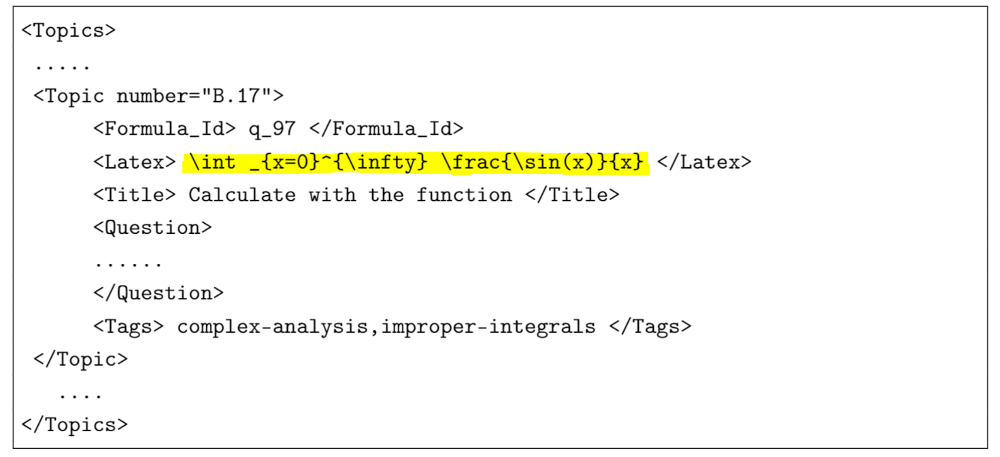 <Topics>
.....
<Topic number="B.17">
<Formula_Id> q_97 </Formula_Id>
<Latex> \int _{x=0}^{\infty} \frac{\sin(x)}{x} </Latex>
<Title> Calculate with the function </Title>
<Question>
......
</Question>
<Tags> complex-analysis,improper-integrals </Tags>
</Topic>
....
</Topics>